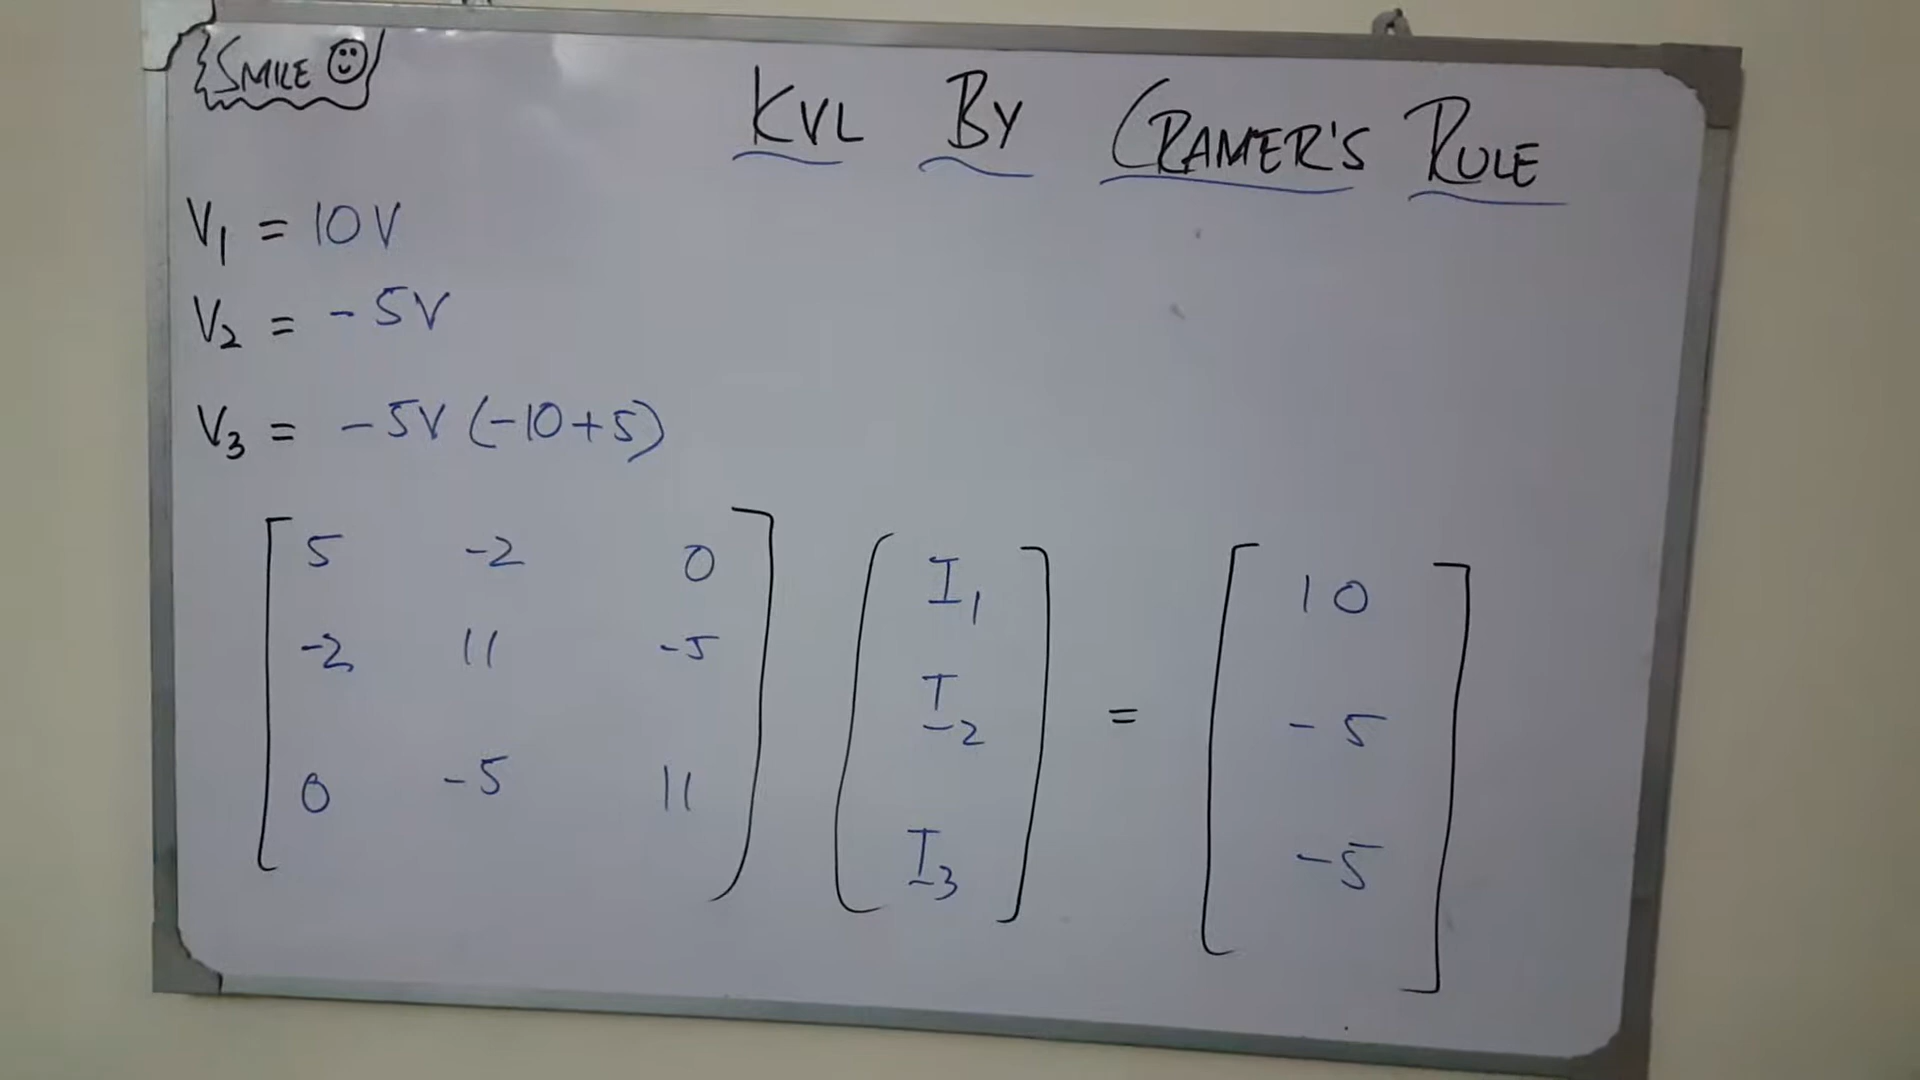 SMILE
KVL BY CRAMER'S RULE
V1 = 10V
V2 = -5V
V3 = -5V (-10+5)
5 -2 0 I1 10
-2 11 -5 I2 = -5
0 -5 11 I3 -5